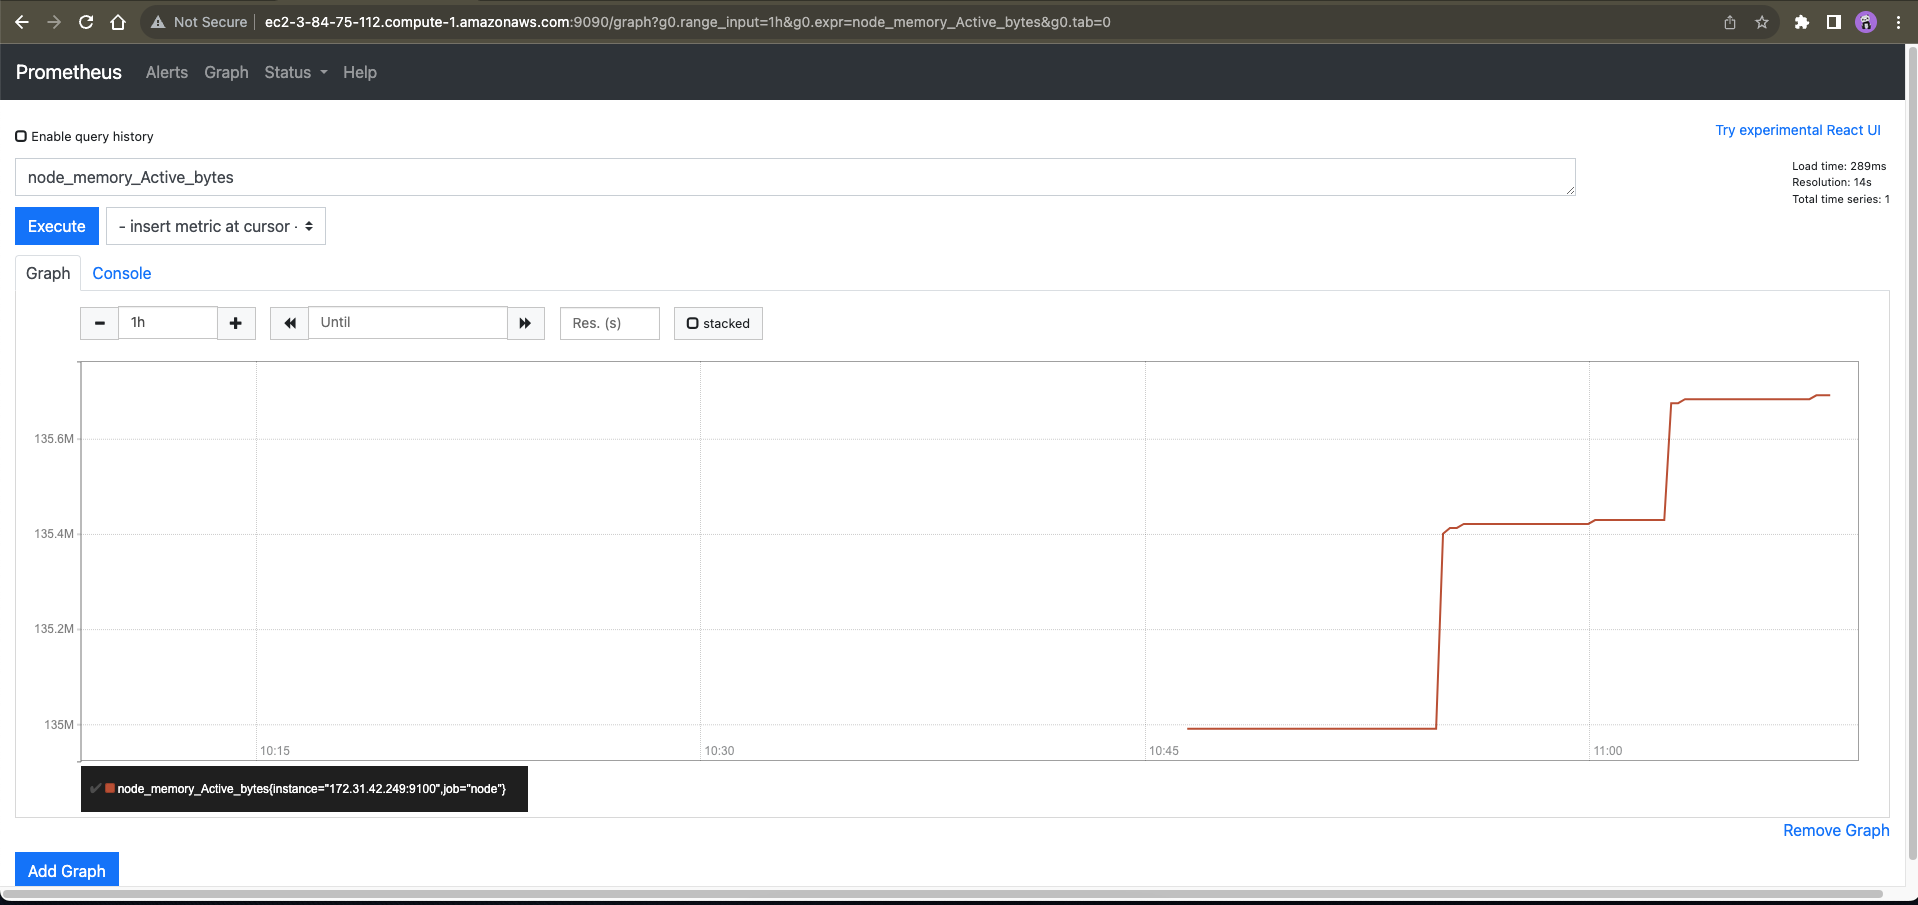 Not Secure ec2-3-84-75-112.compute-1.amazonaws.com:9090/graph?g0.range_input=1h&g0.expr=node_memory_Active_bytes&g0.tab=0
Prometheus Alerts Graph Status Help
Enable query history
Try experimental React UI
node_memory_Active_bytes
Load time: 289ms
Resolution: 14s
Total time series: 1
Execute
- insert metric at cursor -
Graph Console
1h
Until
Res. (s)
stacked
135.6M
135.4M
135.2M
135M
10:15 10:30 10:45 11:00
node_memory_Active_bytes{instance="172.31.42.249:9100",job="node"}
Remove Graph
Add Graph